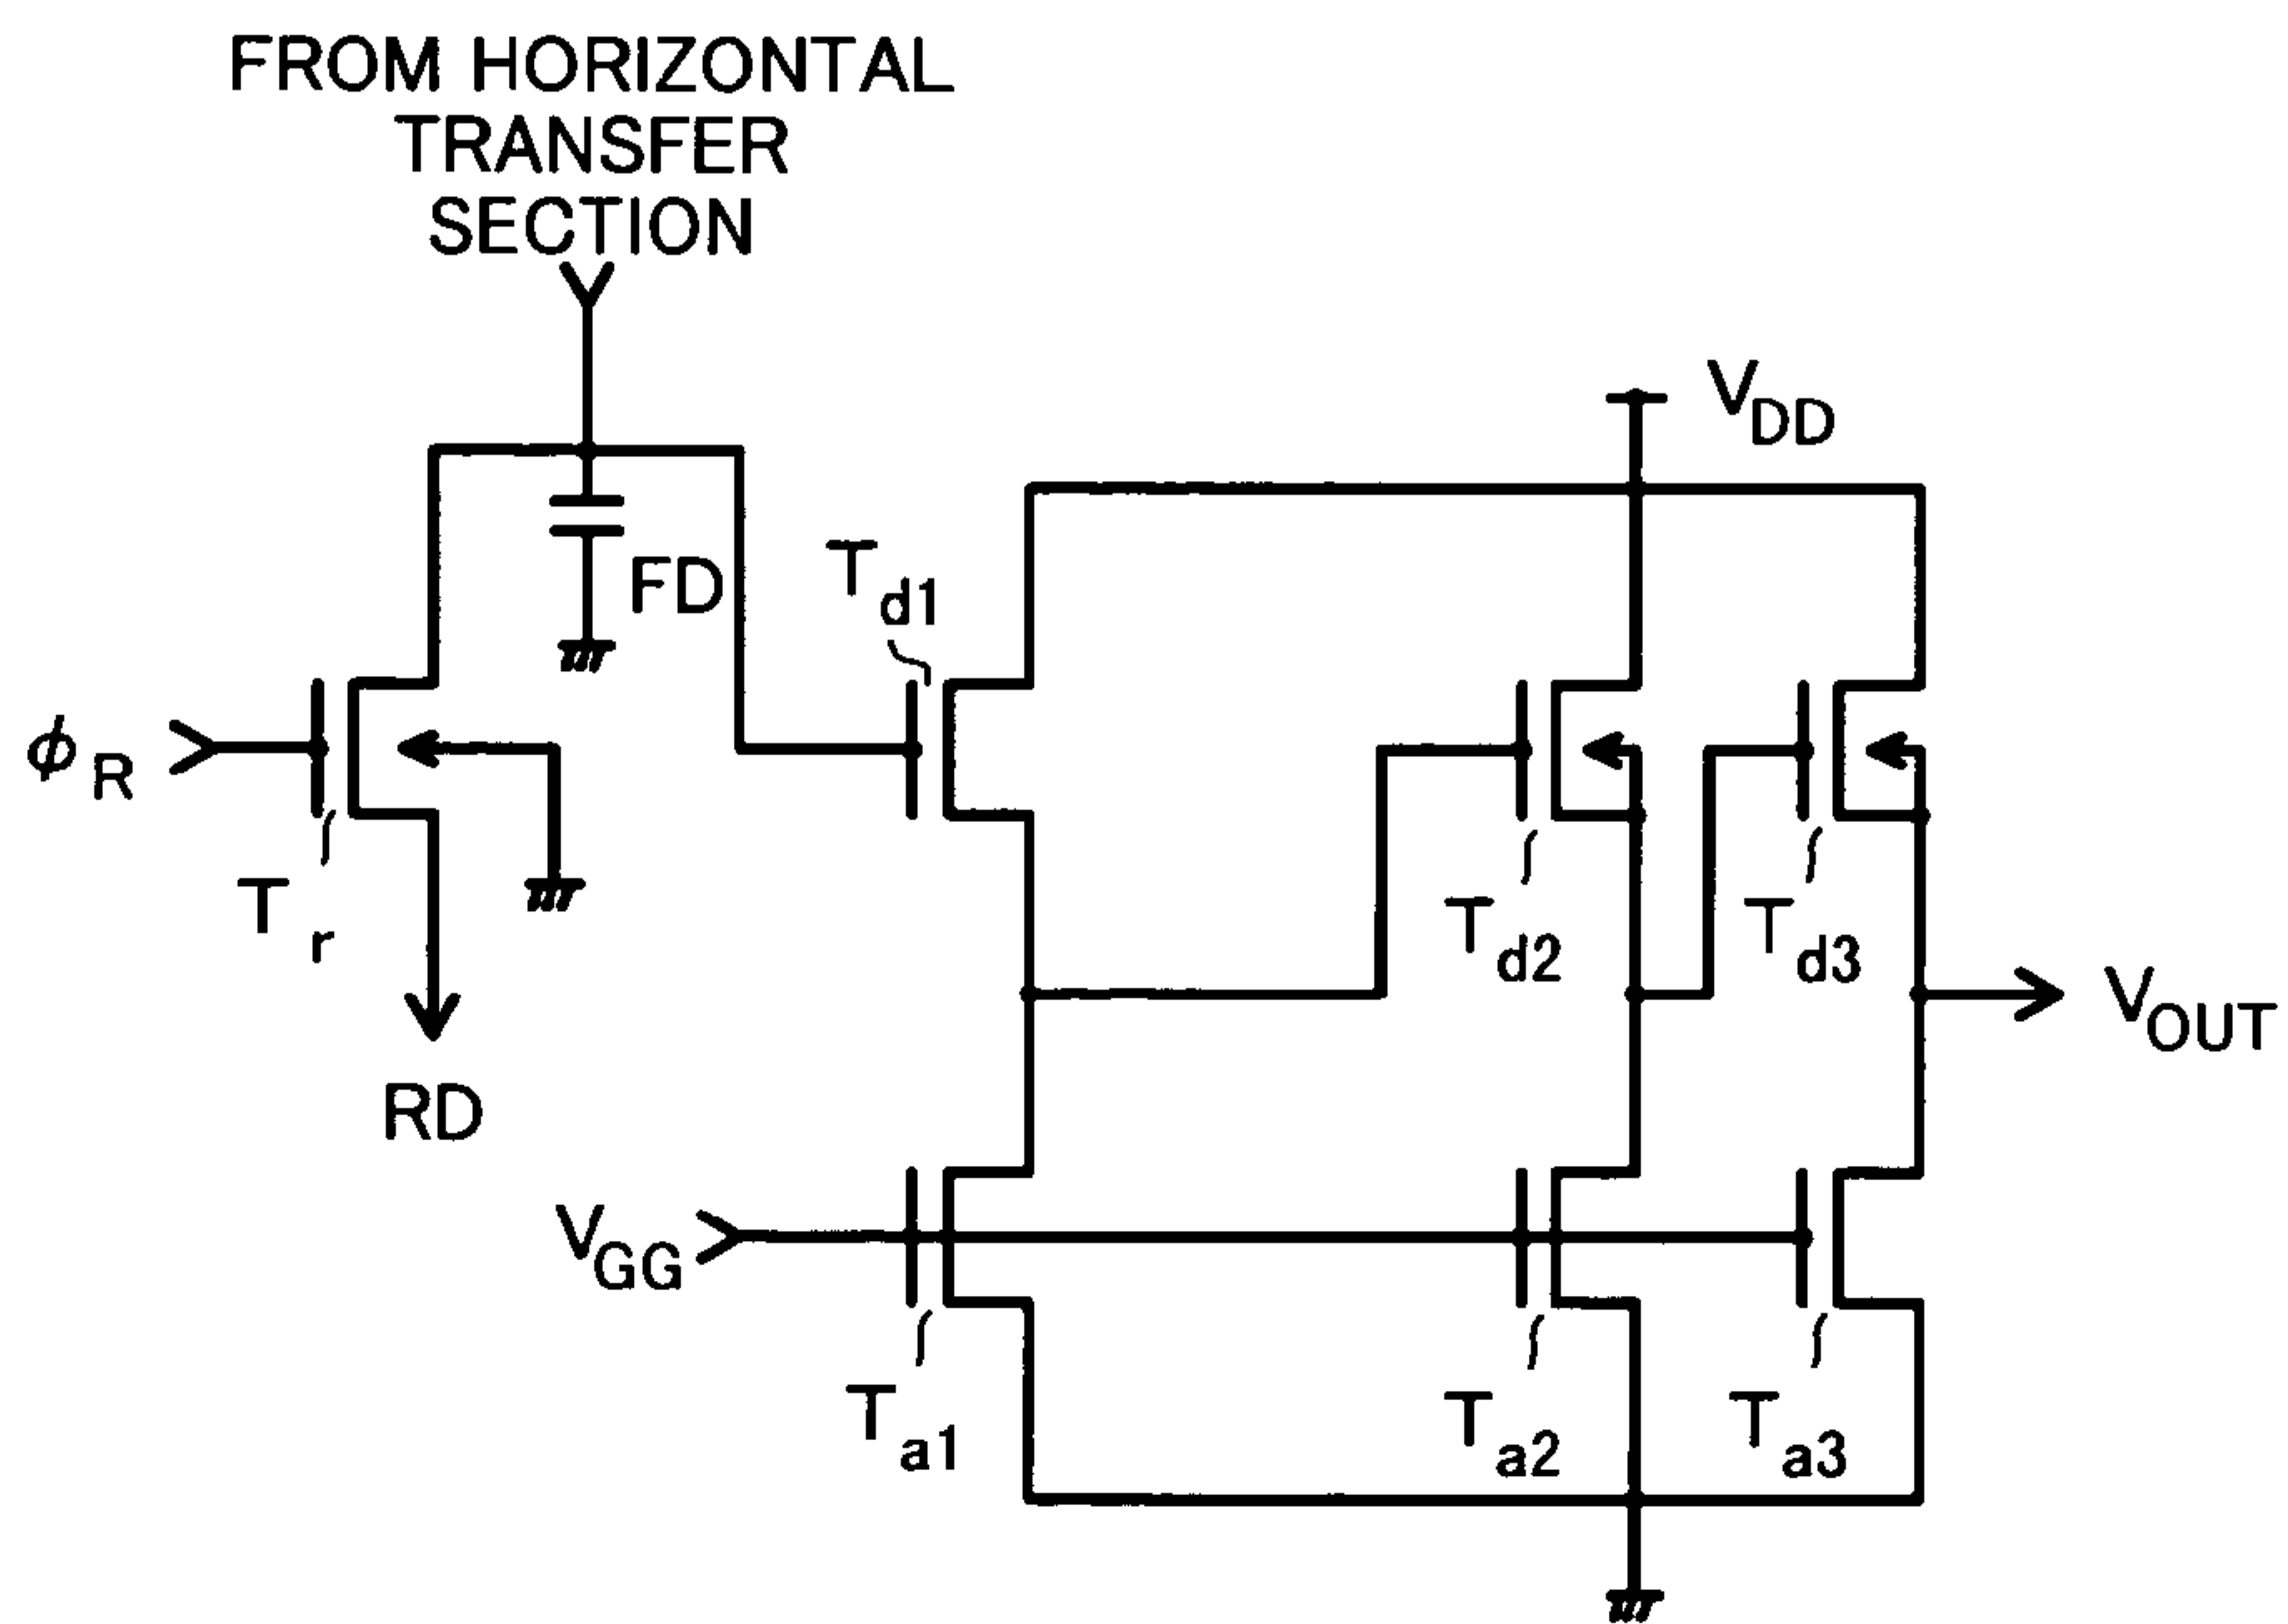 FROM HORIZONTAL
TRANSFER
SECTION
V_DD
FD
T_d1
φ_R
T_r
T_d2
T_d3
V_OUT
RD
V_GG
T_a1
T_a2
T_a3